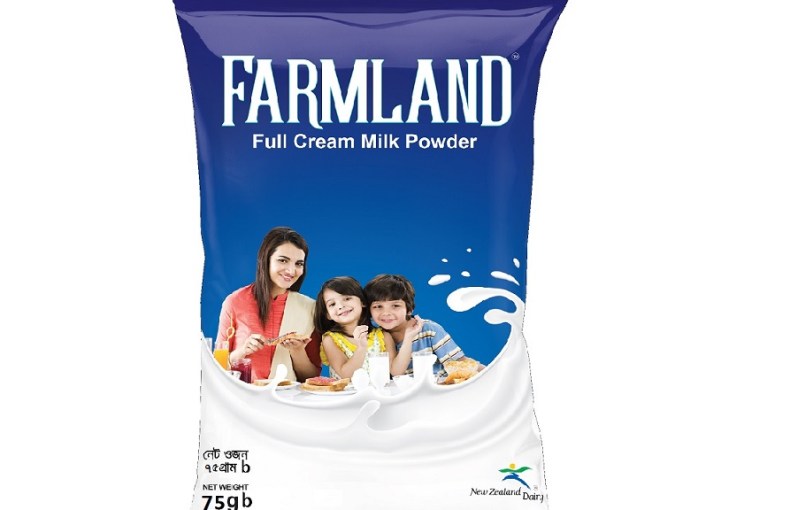 FARMLAND
Full Cream Milk Powder
নেট ওজন
৭৫গ্রাম b
NET WEIGHT
75gb
New Zealand Dairy